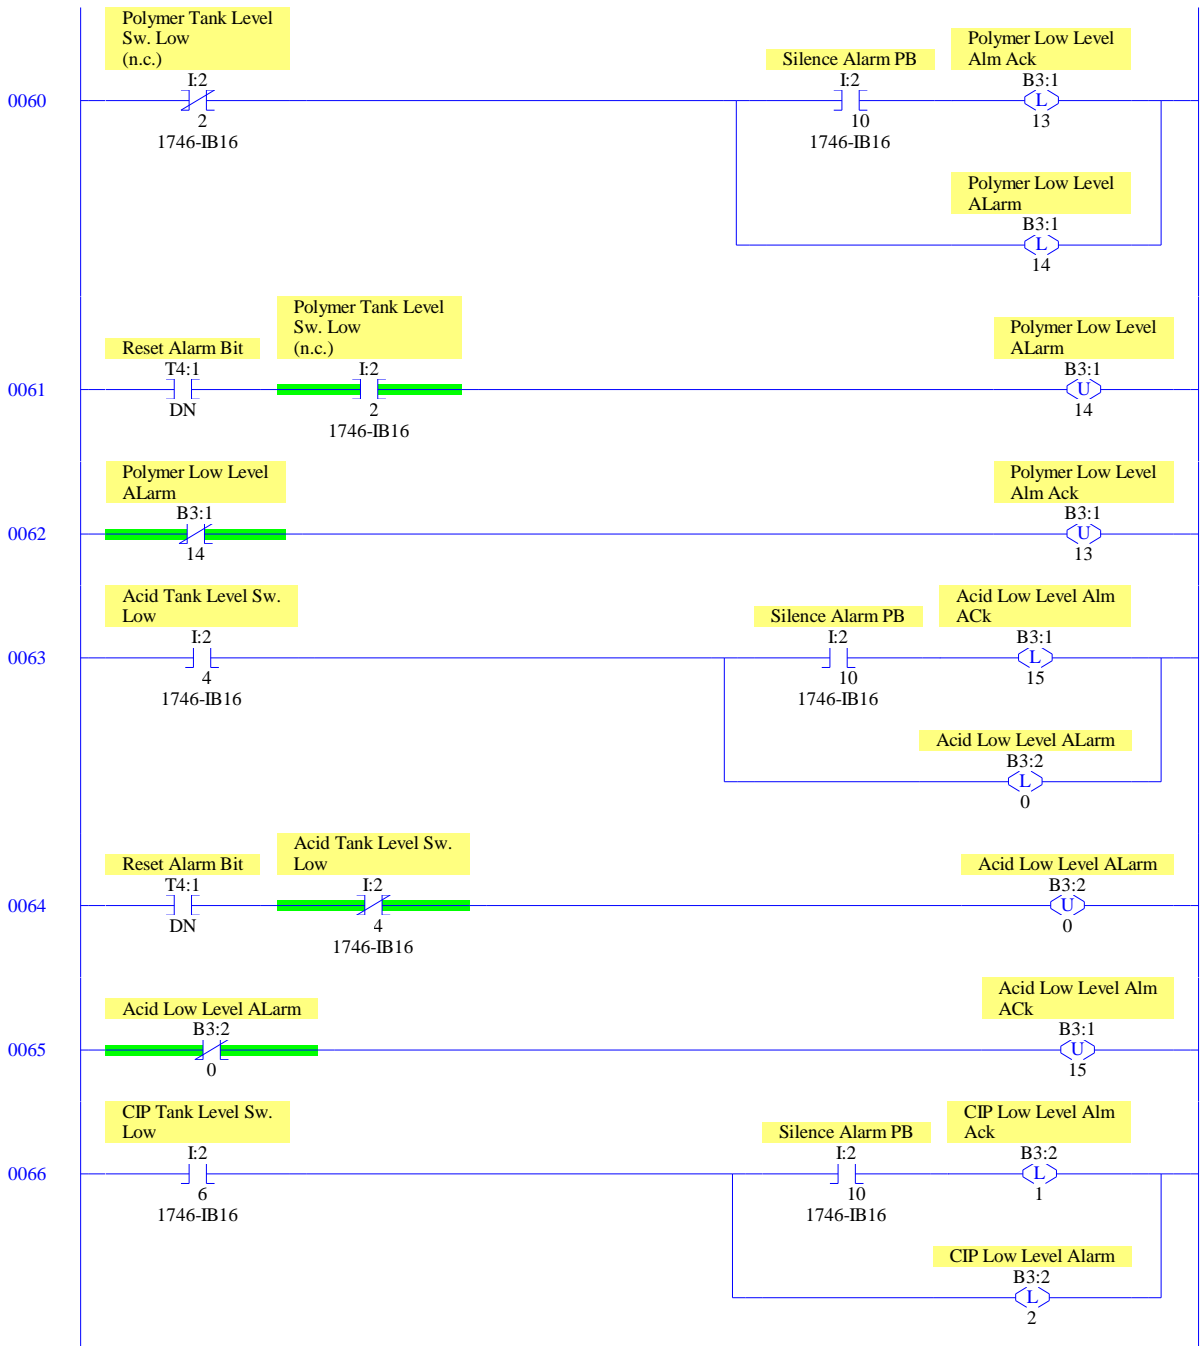 Polymer Tank Level
Sw. Low
(n.c.)
I:2
2
1746-IB16
Silence Alarm PB
I:2
10
1746-IB16
Polymer Low Level
Alm Ack
B3:1
L
13
0060
Polymer Low Level
ALarm
B3:1
L
14
Reset Alarm Bit
T4:1
DN
Polymer Tank Level
Sw. Low
(n.c.)
I:2
2
1746-IB16
Polymer Low Level
ALarm
B3:1
U
14
0061
Polymer Low Level
ALarm
B3:1
14
Polymer Low Level
Alm Ack
B3:1
U
13
0062
Acid Tank Level Sw.
Low
I:2
4
1746-IB16
Silence Alarm PB
I:2
10
1746-IB16
Acid Low Level Alm
ACk
B3:1
L
15
0063
Acid Low Level ALarm
B3:2
L
0
Reset Alarm Bit
T4:1
DN
Acid Tank Level Sw.
Low
I:2
4
1746-IB16
Acid Low Level ALarm
B3:2
U
0
0064
Acid Low Level ALarm
B3:2
0
Acid Low Level Alm
ACk
B3:1
U
15
0065
CIP Tank Level Sw.
Low
I:2
6
1746-IB16
Silence Alarm PB
I:2
10
1746-IB16
CIP Low Level Alm
Ack
B3:2
L
1
0066
CIP Low Level Alarm
B3:2
L
2